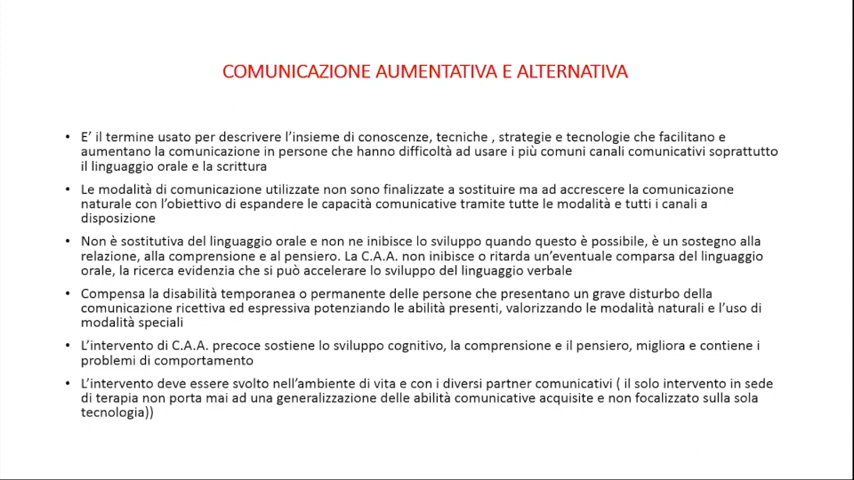 COMUNICAZIONE AUMENTATIVA E ALTERNATIVA
• E' il termine usato per descrivere l'insieme di conoscenze, tecniche , strategie e tecnologie che facilitano e
aumentano la comunicazione in persone che hanno difficoltà ad usare i più comuni canali comunicativi soprattutto
il linguaggio orale e la scrittura
• Le modalità di comunicazione utilizzate non sono finalizzate a sostituire ma ad accrescere la comunicazione
naturale con l'obiettivo di espandere le capacità comunicative tramite tutte le modalità e tutti i canali a
disposizione
• Non è sostitutiva del linguaggio orale e non ne inibisce lo sviluppo quando questo è possibile, è un sostegno alla
relazione, alla comprensione e al pensiero. La C.A.A. non inibisce o ritarda un'eventuale comparsa del linguaggio
orale, la ricerca evidenzia che si può accelerare lo sviluppo del linguaggio verbale
• Compensa la disabilità temporanea o permanente delle persone che presentano un grave disturbo della
comunicazione ricettiva ed espressiva potenziando le abilità presenti, valorizzando le modalità naturali e l'uso di
modalità speciali
• L'intervento di C.A.A. precoce sostiene lo sviluppo cognitivo, la comprensione e il pensiero, migliora e contiene i
problemi di comportamento
• L'intervento deve essere svolto nell'ambiente di vita e con i diversi partner comunicativi ( il solo intervento in sede
di terapia non porta mai ad una generalizzazione delle abilità comunicative acquisite e non focalizzato sulla sola
tecnologia))